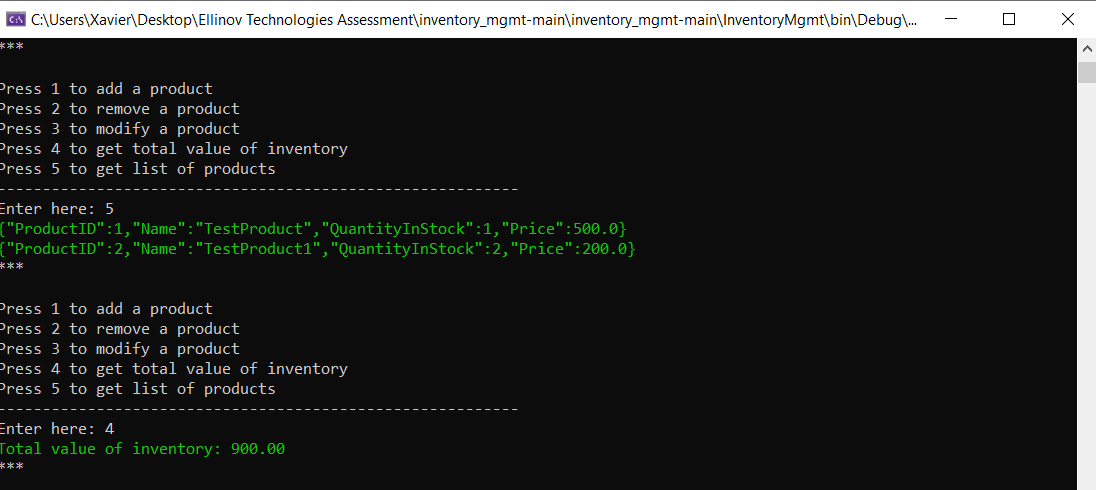 C:\Users\Xavier\Desktop\Ellinov Technologies Assessment\inventory_mgmt-main\inventory_mgmt-main\InventoryMgmt\bin\Debug\...
***
Press 1 to add a product
Press 2 to remove a product
Press 3 to modify a product
Press 4 to get total value of inventory
Press 5 to get list of products
----------------------------------------------------------
Enter here: 5
{"ProductID":1,"Name":"TestProduct","QuantityInStock":1,"Price":500.0}
{"ProductID":2,"Name":"TestProduct1","QuantityInStock":2,"Price":200.0}
***
Press 1 to add a product
Press 2 to remove a product
Press 3 to modify a product
Press 4 to get total value of inventory
Press 5 to get list of products
----------------------------------------------------------
Enter here: 4
Total value of inventory: 900.00
***